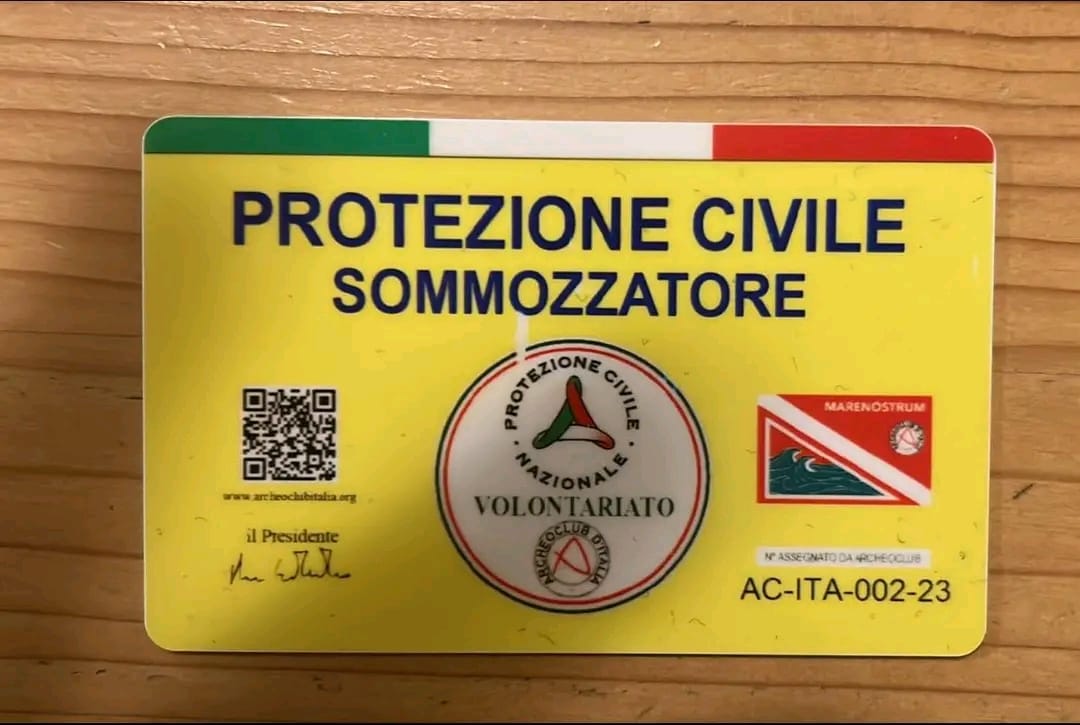 PROTEZIONE CIVILE
SOMMOZZATORE
PROTEZIONE CIVILE
NAZIONALE
VOLONTARIATO
ARCHEOCLUB D'ITALIA
www.archeoclubitalia.org
il Presidente
MARENOSTRUM
N° ASSEGNATO DA ARCHEOCLUB
AC-ITA-002-23